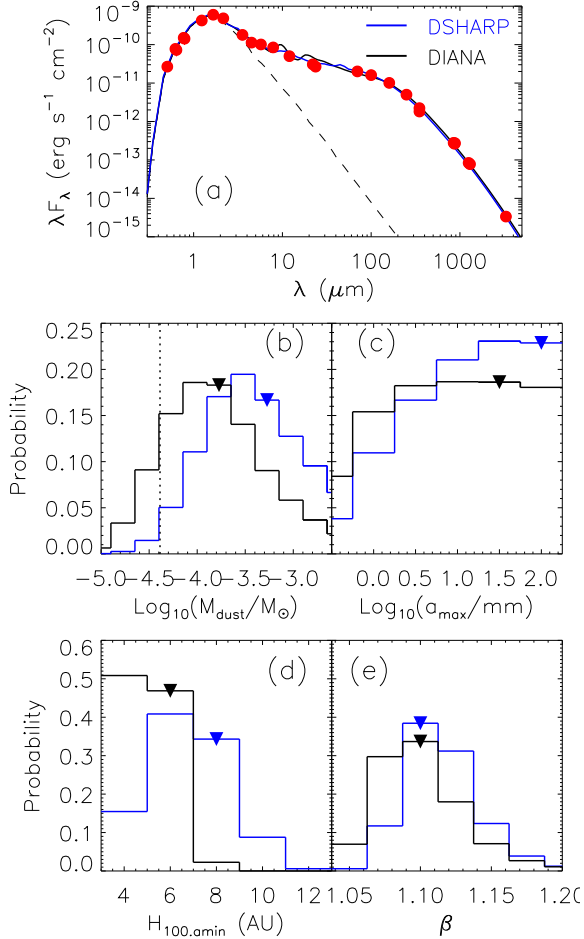 10⁻⁹
10⁻¹⁰
10⁻¹¹
10⁻¹²
10⁻¹³
10⁻¹⁴
10⁻¹⁵
λF_λ (erg s⁻¹ cm⁻²)
DSHARP
DIANA
(a)
1 10 100 1000
λ (μm)
0.25
0.20
0.15
0.10
0.05
0.00
Probability
(b)
(c)
−5.0 −4.5 −4.0 −3.5 −3.0
0.0 0.5 1.0 1.5 2.0
Log₁₀(M_dust/M_⊙)
Log₁₀(a_max/mm)
0.6
0.5
0.4
0.3
0.2
0.1
0.0
Probability
(d)
(e)
4 6 8 10 12
1.05 1.10 1.15 1.20
H_100,amin (AU)
β